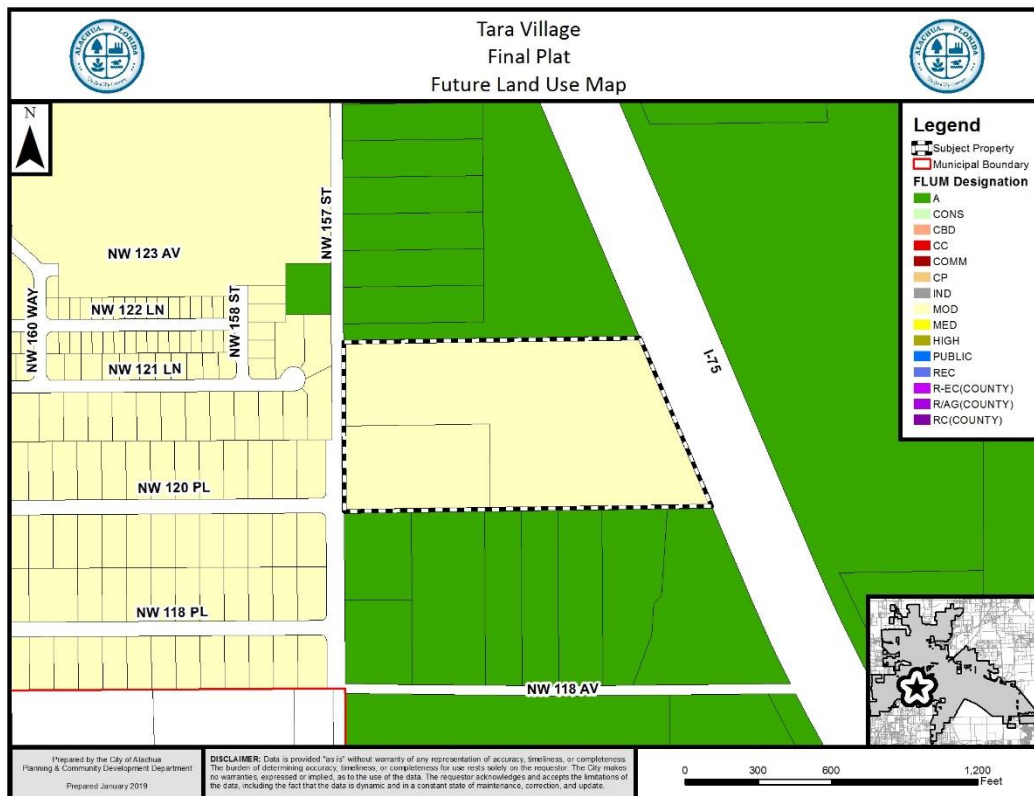 Tara Village
Final Plat
Future Land Use Map
ALACHUA, FLORIDA
ALACHUA, FLORIDA
N
NW 157 ST
NW 123 AV
NW 160 WAY
NW 122 LN
NW 158 ST
NW 121 LN
I-75
NW 120 PL
NW 118 PL
NW 118 AV
Legend
Subject Property
Municipal Boundary
FLUM Designation
A
CONS
CBD
CC
COMM
CP
IND
MOD
MED
HIGH
PUBLIC
REC
R-EC(COUNTY)
R/AG(COUNTY)
RC(COUNTY)
Prepared by the City of Alachua
Planning & Community Development Department
Prepared January 2019
DISCLAIMER: Data is provided "as is" without warranty of any representation of accuracy, timeliness, or completeness.
The burden of determining accuracy, timeliness, or completeness for use rests solely on the requestor. The City makes
no warranties, expressed or implied, as to the use of the data. The requestor acknowledges and accepts the limitations of
the data, including the fact that the data is dynamic and in a constant state of maintenance, correction, and update.
0 300 600 1,200
Feet